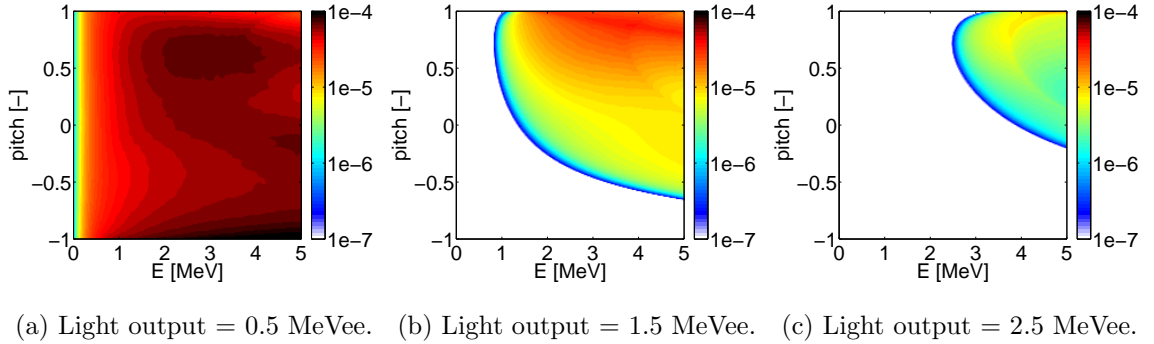 1
0.5
0
−0.5
−1
pitch [-]
0 1 2 3 4 5
E [MeV]
1e−4
1e−5
1e−6
1e−7
1
0.5
0
−0.5
−1
pitch [-]
0 1 2 3 4 5
E [MeV]
1e−4
1e−5
1e−6
1e−7
1
0.5
0
−0.5
−1
pitch [-]
0 1 2 3 4 5
E [MeV]
1e−4
1e−5
1e−6
1e−7
(a) Light output = 0.5 MeVee.
(b) Light output = 1.5 MeVee.
(c) Light output = 2.5 MeVee.